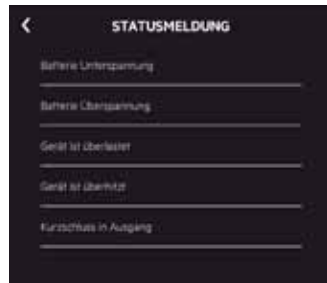 STATUSMELDUNG
Batterie Unterspannung
Batterie Überspannung
Gerät ist überlastet
Gerät ist überhitzt
Kurzschluss in Ausgang